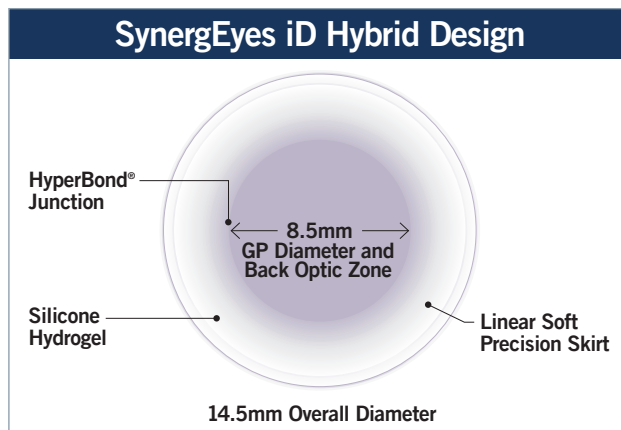 SynergEyes iD Hybrid Design
HyperBond®
Junction
8.5mm
GP Diameter and
Back Optic Zone
Silicone
Hydrogel
Linear Soft
Precision Skirt
14.5mm Overall Diameter